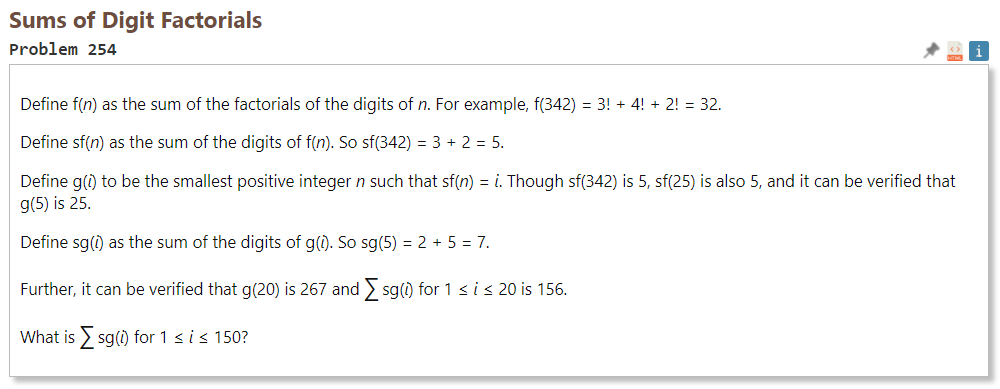 Sums of Digit Factorials
Problem 254
HTML
i
Define f(n) as the sum of the factorials of the digits of n. For example, f(342) = 3! + 4! + 2! = 32.
Define sf(n) as the sum of the digits of f(n). So sf(342) = 3 + 2 = 5.
Define g(i) to be the smallest positive integer n such that sf(n) = i. Though sf(342) is 5, sf(25) is also 5, and it can be verified that
g(5) is 25.
Define sg(i) as the sum of the digits of g(i). So sg(5) = 2 + 5 = 7.
Further, it can be verified that g(20) is 267 and ∑ sg(i) for 1 ≤ i ≤ 20 is 156.
What is ∑ sg(i) for 1 ≤ i ≤ 150?